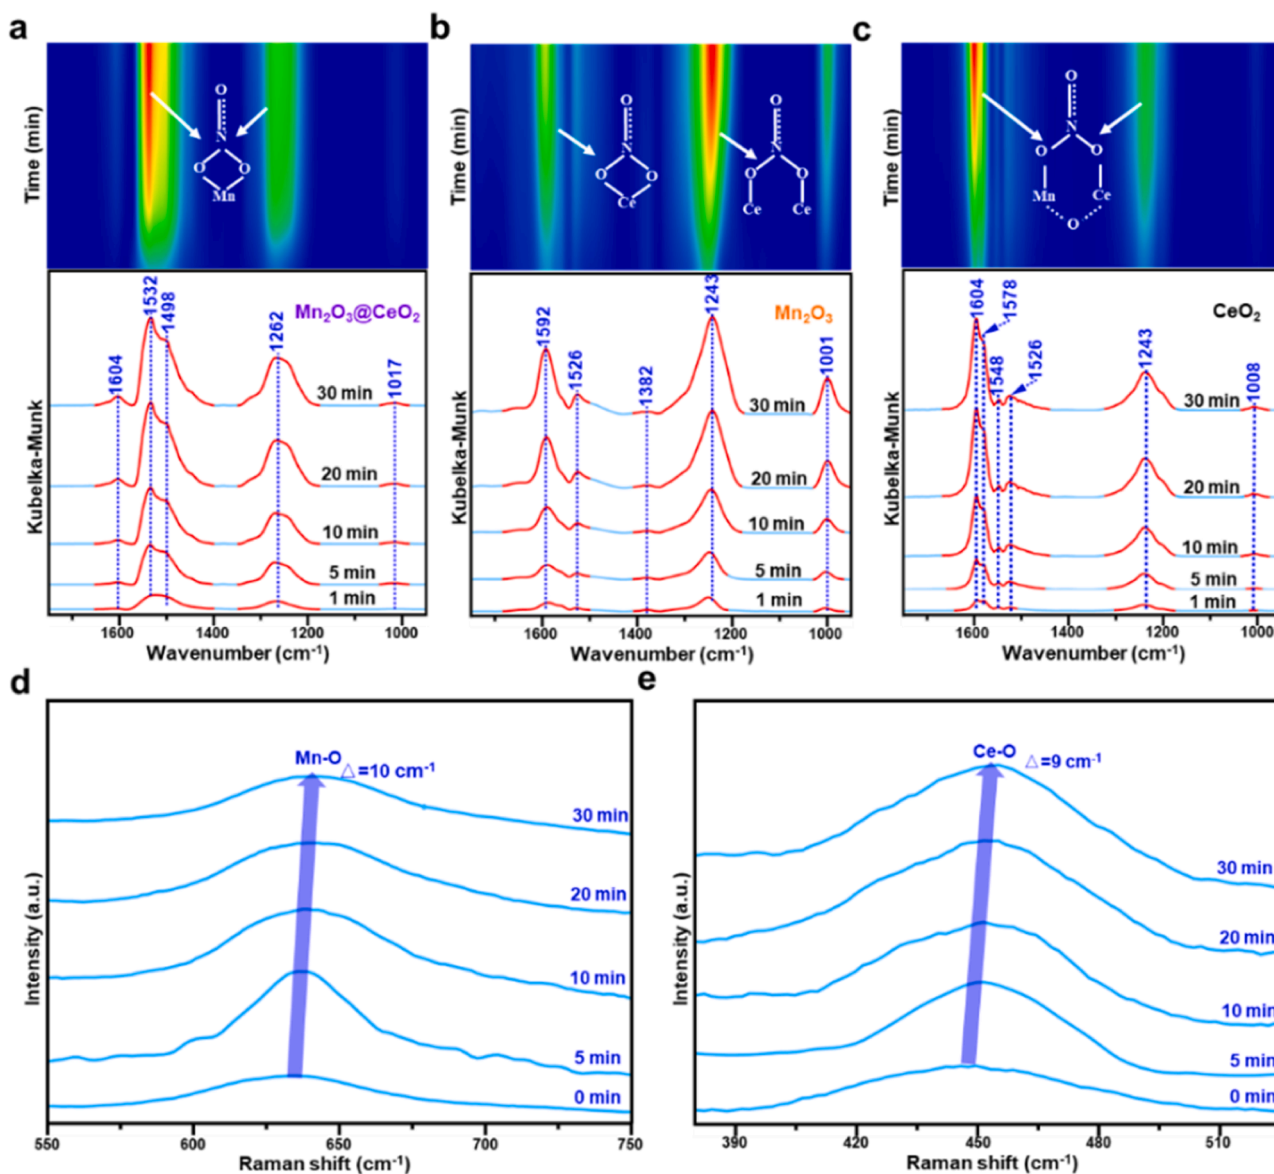 a
Time (min)
O
N
O O
Mn
Mn₂O₃@CeO₂
1604
1532
1498
1262
1017
30 min
20 min
10 min
5 min
1 min
Kubelka-Munk
1600 1400 1200 1000
Wavenumber (cm⁻¹)
b
Time (min)
O
N
O O
Ce
O
N
O O
Ce Ce
Mn₂O₃
1592
1526
1382
1243
1001
30 min
20 min
10 min
5 min
1 min
Kubelka-Munk
1600 1400 1200 1000
Wavenumber (cm⁻¹)
c
Time (min)
O
N
O O
Mn Ce
O
CeO₂
1604
1578
1548
1526
1243
1008
30 min
20 min
10 min
5 min
1 min
Kubelka-Munk
1600 1400 1200 1000
Wavenumber (cm⁻¹)
d
Mn-O
△=10 cm⁻¹
30 min
20 min
10 min
5 min
0 min
Intensity (a.u.)
550 600 650 700 750
Raman shift (cm⁻¹)
e
Ce-O
△=9 cm⁻¹
30 min
20 min
10 min
5 min
0 min
Intensity (a.u.)
390 420 450 480 510
Raman shift (cm⁻¹)